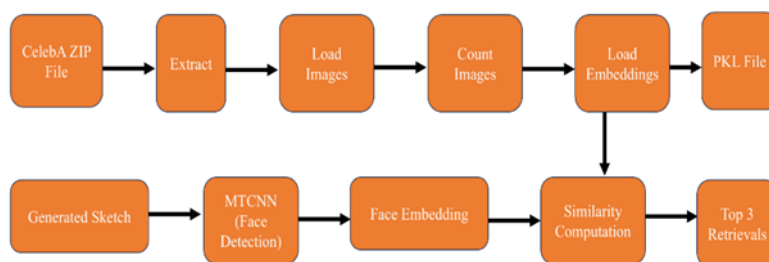 CelebA ZIP
File
Extract
Load
Images
Count
Images
Load
Embeddings
PKL File
Generated Sketch
MTCNN
(Face
Detection)
Face Embedding
Similarity
Computation
Top 3
Retrievals